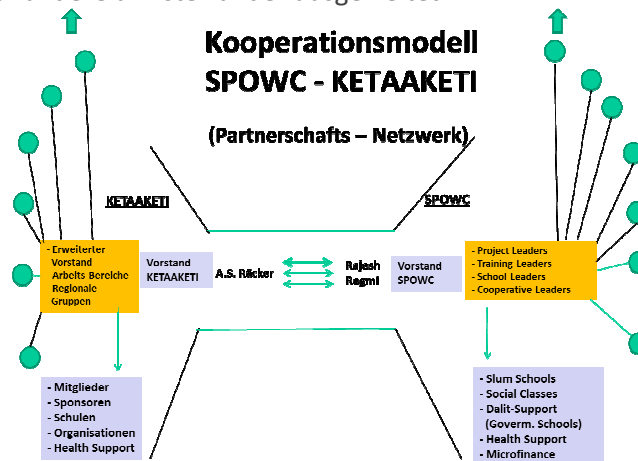 Kooperationsmodell
SPOWC - KETAAKETI
(Partnerschafts – Netzwerk)
KETAAKETI
SPOWC
- Erweiterter
Vorstand
Arbeits Bereiche
Regionale
Gruppen
Vorstand
KETAAKETI
A.S. Räcker
Rajesh
Regmi
Vorstand
SPOWC
- Project Leaders
- Training Leaders
- School Leaders
- Cooperative Leaders
- Mitglieder
- Sponsoren
- Schulen
- Organisationen
- Health Support
- Slum Schools
- Social Classes
- Dalit-Support
(Governm. Schools)
- Health Support
- Microfinance